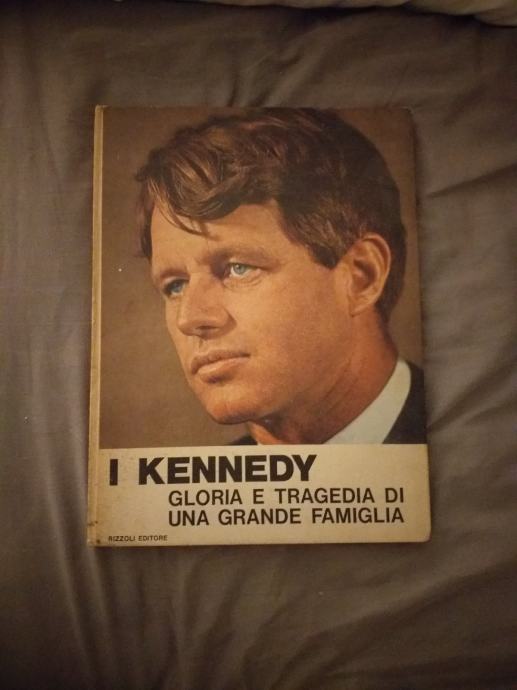 I KENNEDY
GLORIA E TRAGEDIA DI
UNA GRANDE FAMIGLIA
RIZZOLI EDITORE